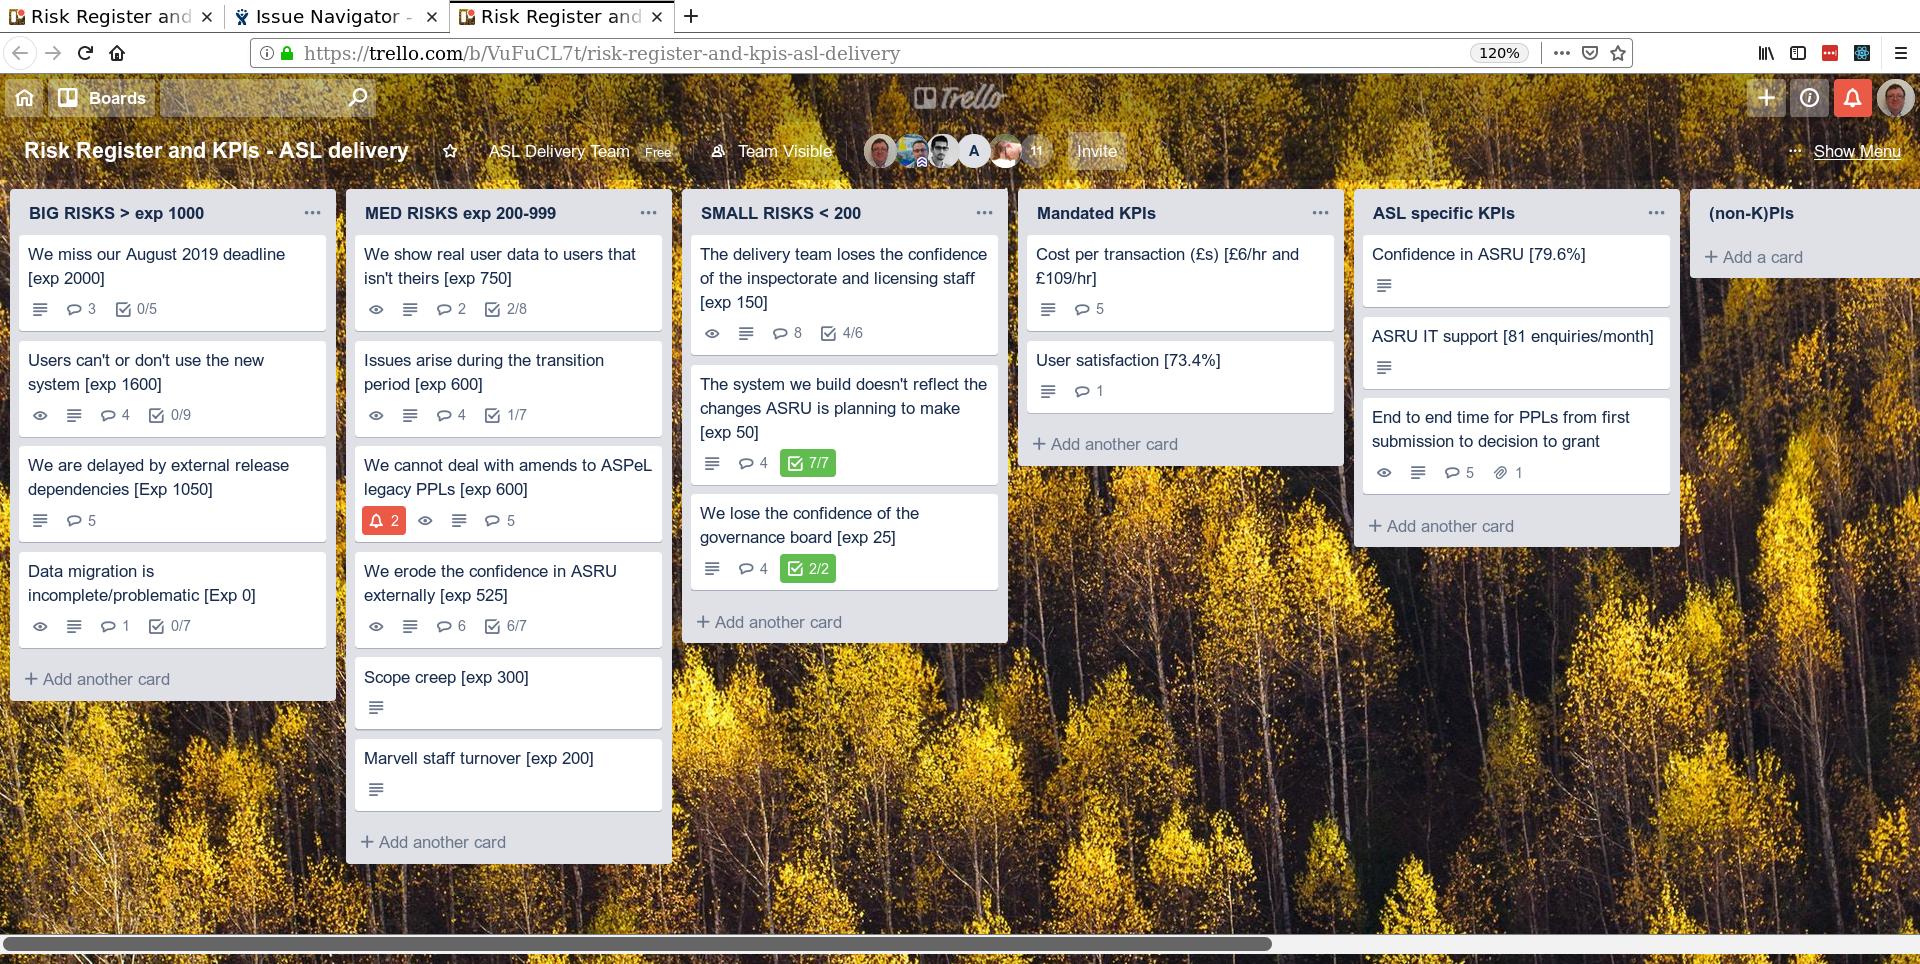 Risk Register and
Issue Navigator -
Risk Register and
https://trello.com/b/VuFuCL7t/risk-register-and-kpis-asl-delivery
120%
Boards
Trello
Risk Register and KPIs - ASL delivery
ASL Delivery Team Free
Team Visible
A
11
Invite
... Show Menu
BIG RISKS > exp 1000
We miss our August 2019 deadline
[exp 2000]
3 0/5
Users can't or don't use the new
system [exp 1600]
4 0/9
We are delayed by external release
dependencies [Exp 1050]
5
Data migration is
incomplete/problematic [Exp 0]
1 0/7
+ Add another card
MED RISKS exp 200-999
We show real user data to users that
isn't theirs [exp 750]
2 2/8
Issues arise during the transition
period [exp 600]
4 1/7
We cannot deal with amends to ASPeL
legacy PPLs [exp 600]
2 5
We erode the confidence in ASRU
externally [exp 525]
6 6/7
Scope creep [exp 300]
Marvell staff turnover [exp 200]
+ Add another card
SMALL RISKS < 200
The delivery team loses the confidence
of the inspectorate and licensing staff
[exp 150]
8 4/6
The system we build doesn't reflect the
changes ASRU is planning to make
[exp 50]
4 7/7
We lose the confidence of the
governance board [exp 25]
4 2/2
+ Add another card
Mandated KPIs
Cost per transaction (£s) [£6/hr and
£109/hr]
5
User satisfaction [73.4%]
1
+ Add another card
ASL specific KPIs
Confidence in ASRU [79.6%]
ASRU IT support [81 enquiries/month]
End to end time for PPLs from first
submission to decision to grant
5 1
+ Add another card
(non-K)PIs
+ Add a card